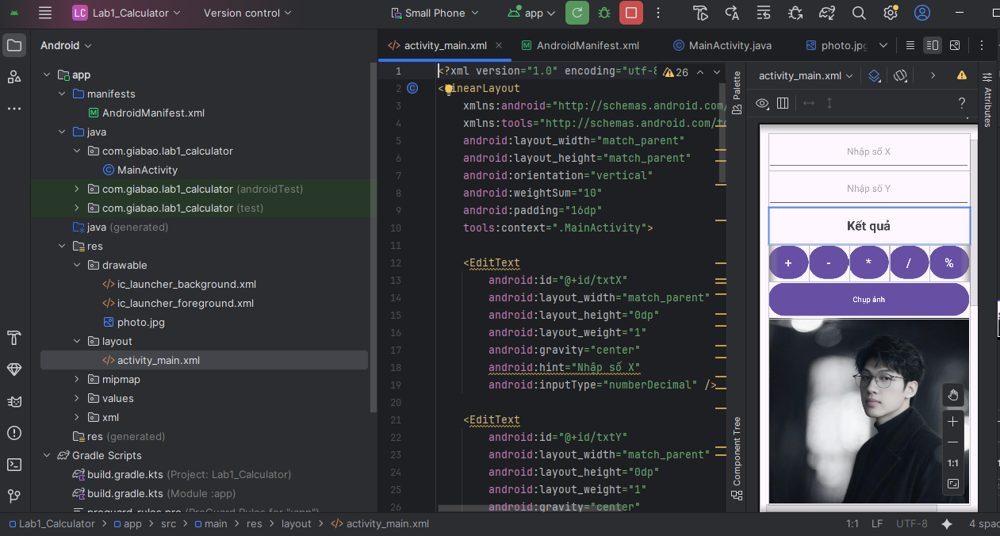 LC Lab1_Calculator Version control Small Phone app
Android
activity_main.xml AndroidManifest.xml MainActivity.java photo.jpg
app
manifests
AndroidManifest.xml
java
com.giabao.lab1_calculator
MainActivity
com.giabao.lab1_calculator (androidTest)
com.giabao.lab1_calculator (test)
java (generated)
res
drawable
ic_launcher_background.xml
ic_launcher_foreground.xml
photo.jpg
layout
activity_main.xml
mipmap
values
xml
res (generated)
Gradle Scripts
build.gradle.kts (Project: Lab1_Calculator)
build.gradle.kts (Module :app)
proguard-rules.pro (ProGuard Rules for ":app")
1 <?xml version="1.0" encoding="utf-8 26
2 <LinearLayout
3 xmlns:android="http://schemas.android.com/
4 xmlns:tools="http://schemas.android.com/to
5 android:layout_width="match_parent"
6 android:layout_height="match_parent"
7 android:orientation="vertical"
8 android:weightSum="10"
9 android:padding="16dp"
10 tools:context=".MainActivity">
11
12 <EditText
13 android:id="@+id/txtX"
14 android:layout_width="match_parent"
15 android:layout_height="0dp"
16 android:layout_weight="1"
17 android:gravity="center"
18 android:hint="Nhập số X"
19 android:inputType="numberDecimal" />
20
21 <EditText
22 android:id="@+id/txtY"
23 android:layout_width="match_parent"
24 android:layout_height="0dp"
25 android:layout_weight="1"
26 android:gravity="center"
Palette
Component Tree
activity_main.xml
?
Attributes
Nhập số X
Nhập số Y
Kết quả
+ - * / %
Chụp ảnh
1:1
Lab1_Calculator > app > src > main > res > layout > activity_main.xml 1:1 LF UTF-8 4 spac